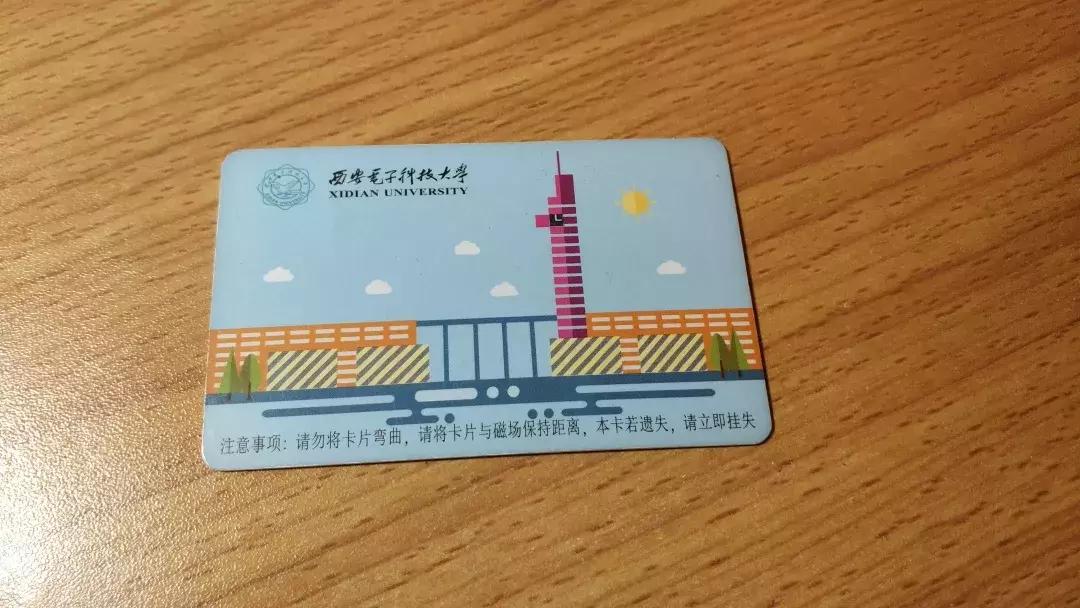 西安电子科技大学
XIDIAN UNIVERSITY
注意事项：请勿将卡片弯曲，请将卡片与磁场保持距离，本卡若遗失，请立即挂失